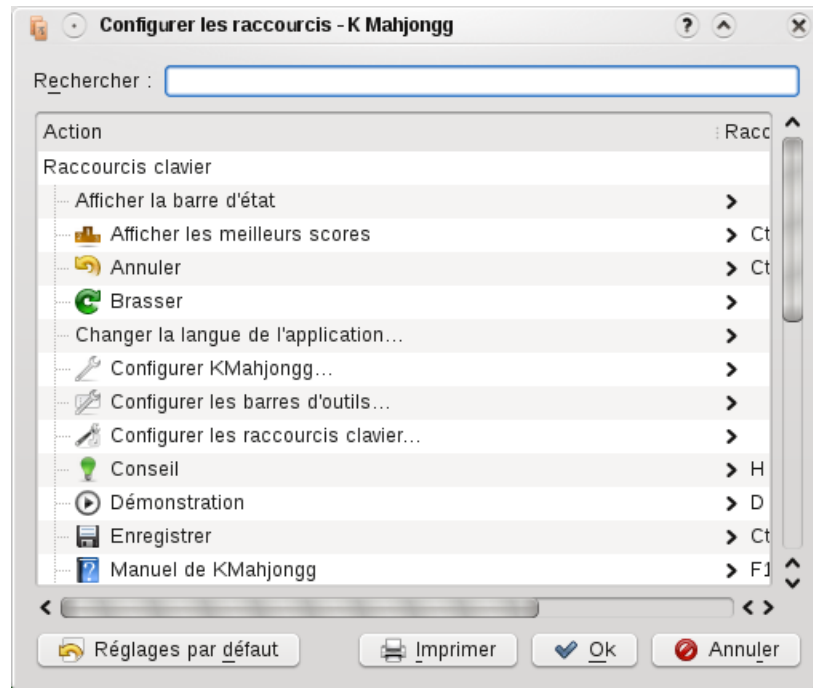 Configurer les raccourcis - K Mahjongg
Rechercher :
Action Racc
Raccourcis clavier
Afficher la barre d'état
Afficher les meilleurs scores Ct
Annuler Ct
Brasser
Changer la langue de l'application...
Configurer KMahjongg...
Configurer les barres d'outils...
Configurer les raccourcis clavier...
Conseil H
Démonstration D
Enregistrer Ct
Manuel de KMahjongg F1
Réglages par défaut Imprimer Ok Annuler